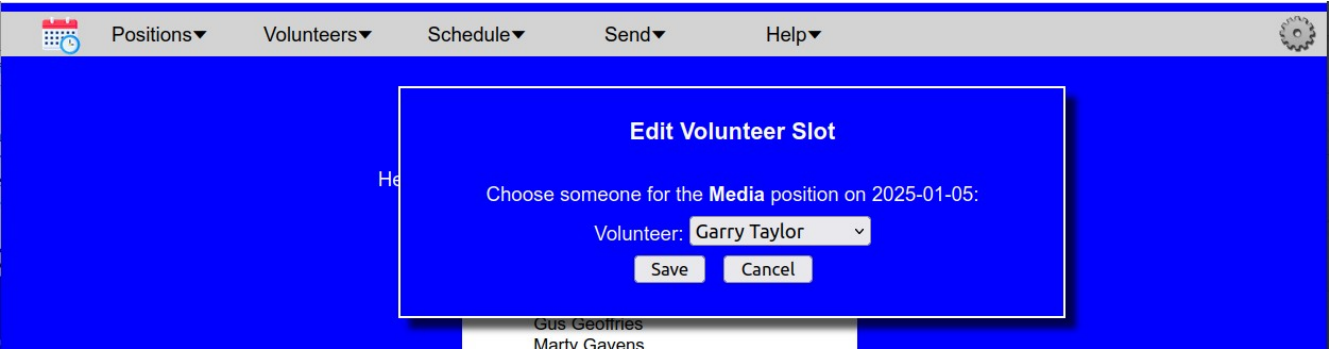 Positions▾ Volunteers▾ Schedule▾ Send▾ Help▾
Edit Volunteer Slot
He
Choose someone for the Media position on 2025-01-05:
Volunteer: Garry Taylor
Save Cancel
Gus Geoffries
Marty Gavens